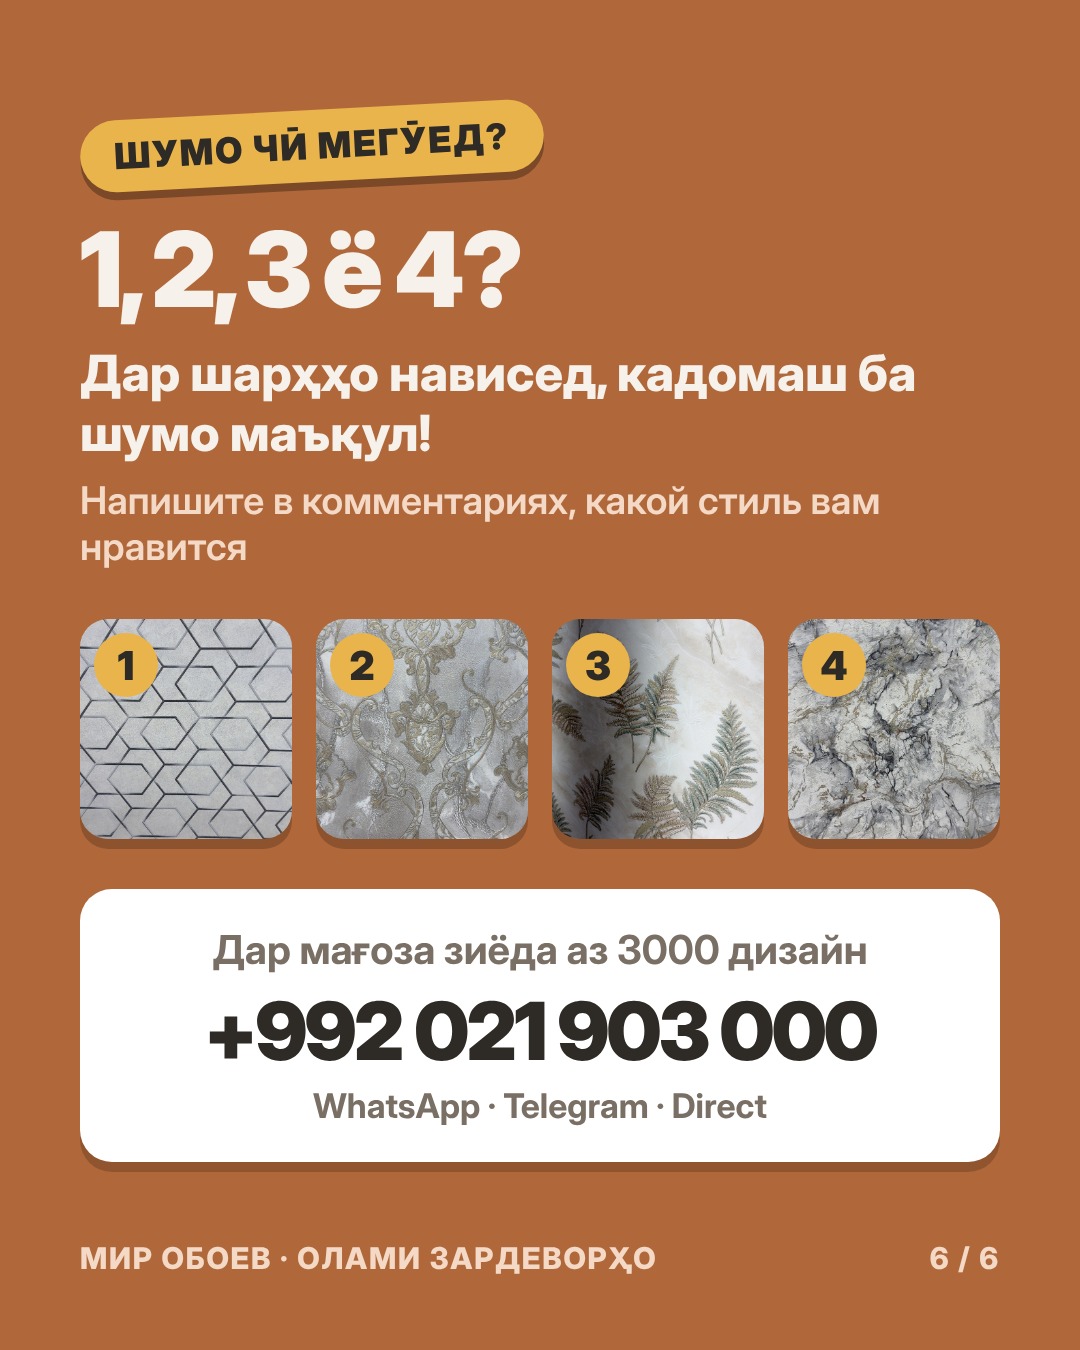 ШУМО ЧӢ МЕГӮЕД?
1,2,3 ё 4?
Дар шарҳҳо нависед, кадомаш ба
шумо маъқул!
Напишите в комментариях, какой стиль вам
нравится
1
2
3
4
Дар мағоза зиёда аз 3000 дизайн
+992 021 903 000
WhatsApp · Telegram · Direct
МИР ОБОЕВ · ОЛАМИ ЗАРДЕВОРҲО
6 / 6